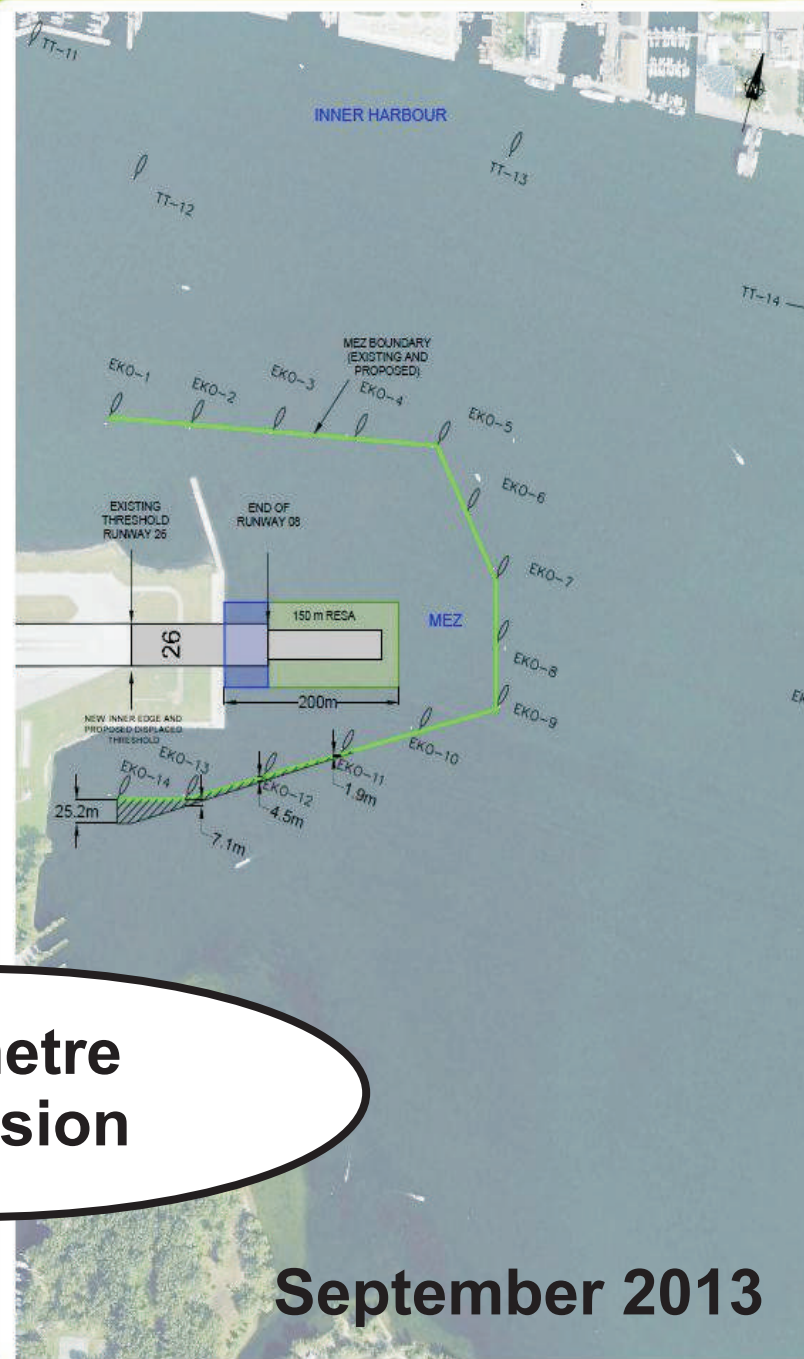 TT-11
INNER HARBOUR
TT-13
TT-12
TT-14
MEZ BOUNDARY
(EXISTING AND
PROPOSED)
EKO-1
EKO-2
EKO-3
EKO-4
EKO-5
EKO-6
EXISTING
THRESHOLD
RUNWAY 26
END OF
RUNWAY 08
EKO-7
150 m RESA
MEZ
26
EKO-8
200m
EKO-9
NEW INNER EDGE AND
PROPOSED DISPLACED
THRESHOLD
EKO-10
EKO-13
EKO-14
EKO-11
EKO-12
1.9m
4.5m
25.2m
7.1m
etre
sion
September 2013